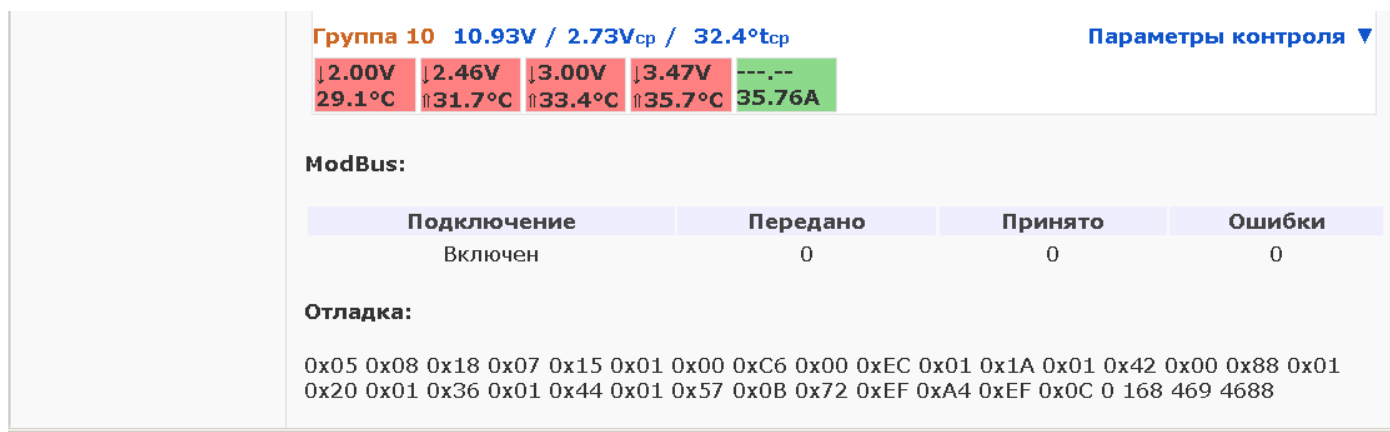 Группа 10 10.93V / 2.73Vср / 32.4°tср Параметры контроля ▼
↓2.00V ↓2.46V ↓3.00V ↓3.47V ---.--
29.1°C ⇑31.7°C ⇑33.4°C ⇑35.7°C 35.76A
ModBus:
Подключение Передано Принято Ошибки
Включен 0 0 0
Отладка:
0x05 0x08 0x18 0x07 0x15 0x01 0x00 0xC6 0x00 0xEC 0x01 0x1A 0x01 0x42 0x00 0x88 0x01
0x20 0x01 0x36 0x01 0x44 0x01 0x57 0x0B 0x72 0xEF 0xA4 0xEF 0x0C 0 168 469 4688